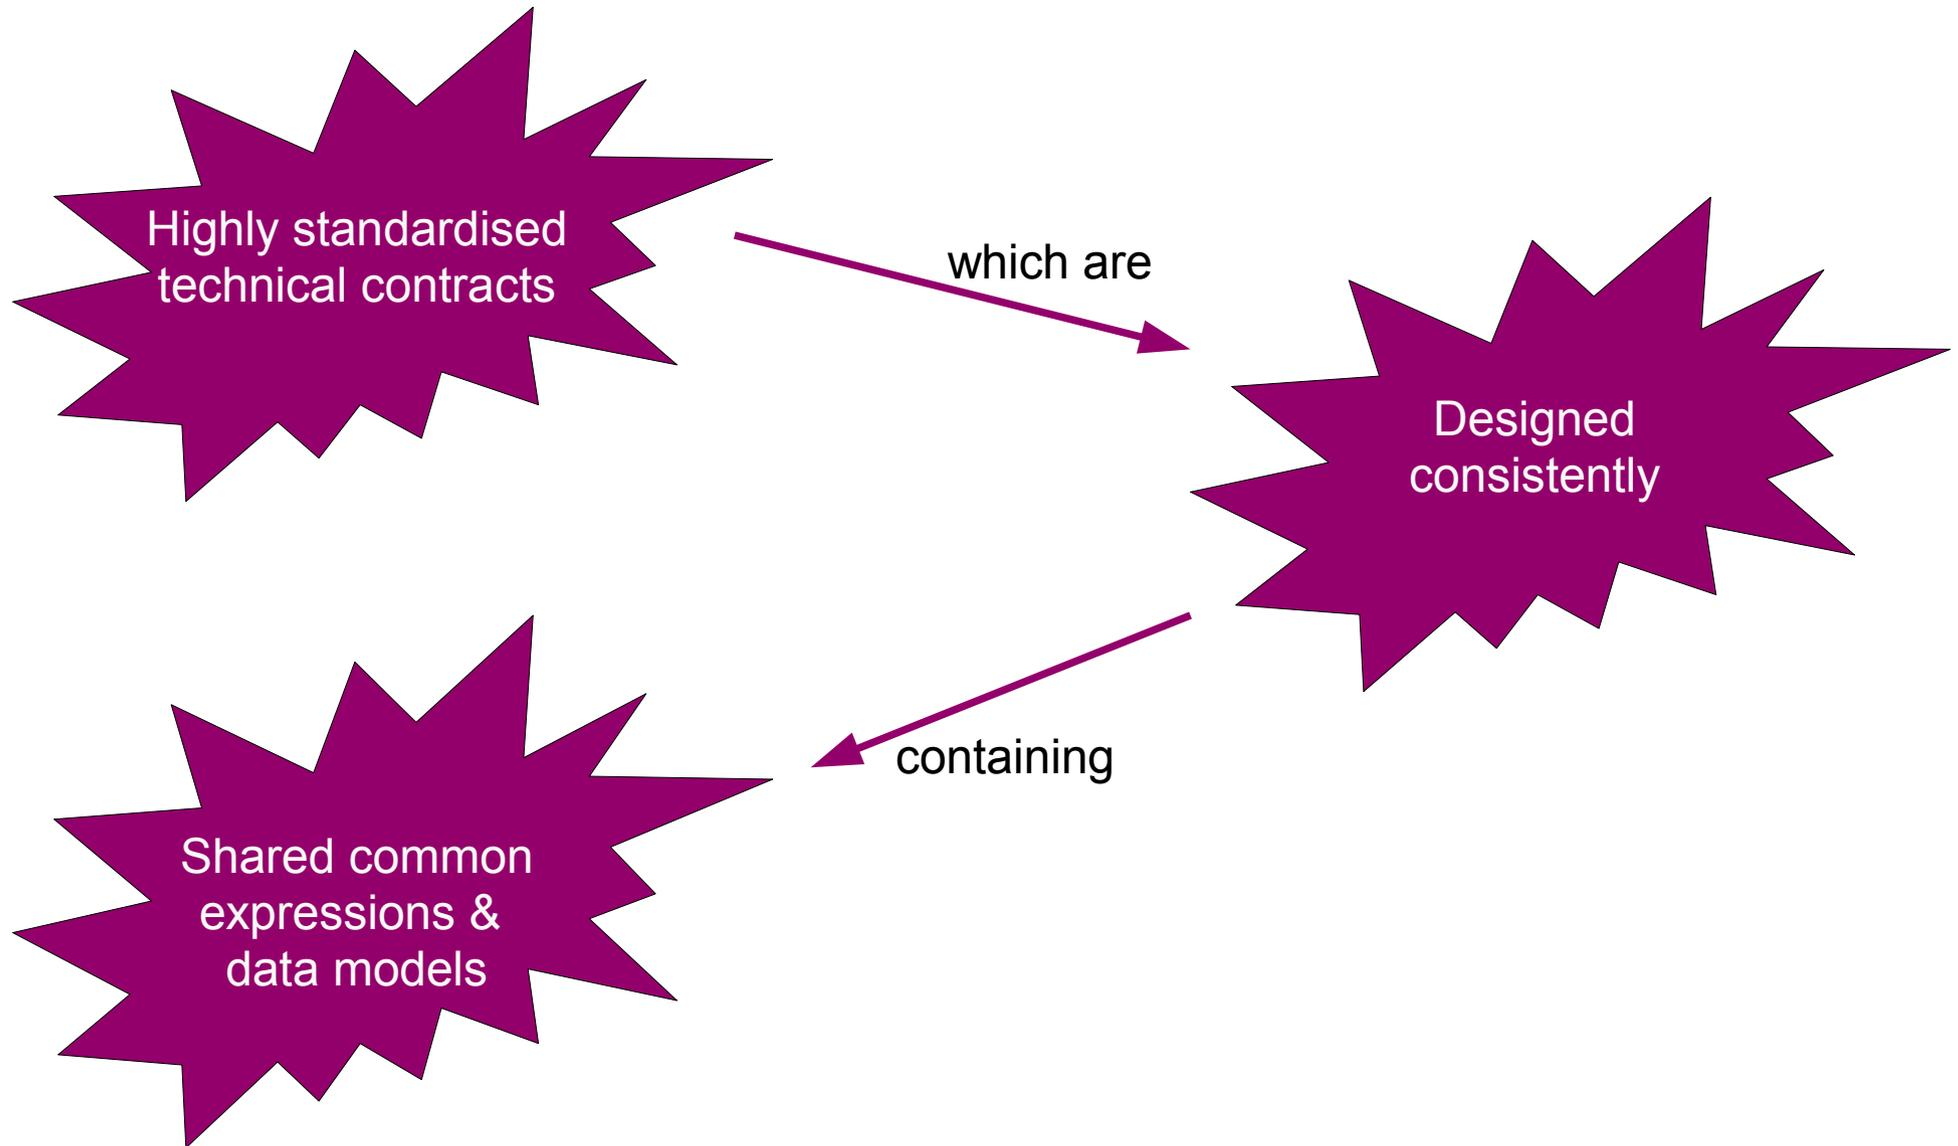 Highly standardised
technical contracts
which are
Designed
consistently
containing
Shared common
expressions &
data models